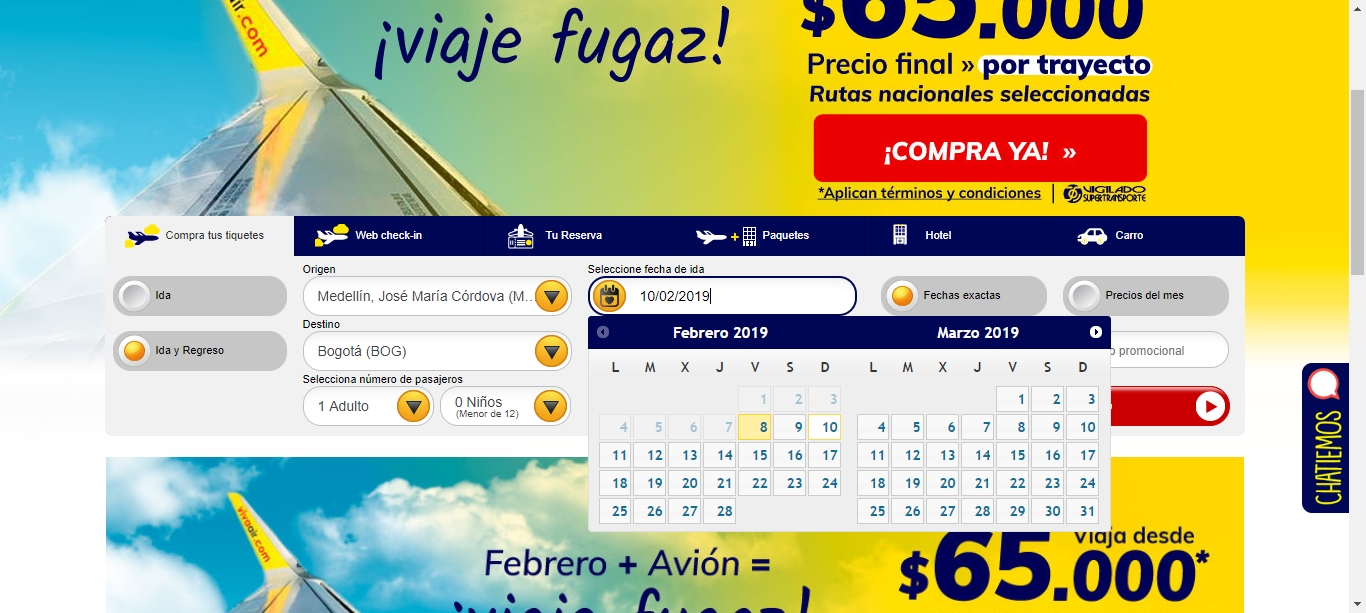 vivaair.com
¡viaje fugaz!
$65.000
Precio final » por trayecto
Rutas nacionales seleccionadas
¡COMPRA YA! »
*Aplican términos y condiciones
VIGILADO
SUPERTRANSPORTE
Compra tus tiquetes
Web check-in
Tu Reserva
Paquetes
Hotel
Carro
Ida
Ida y Regreso
Origen
Medellín, José María Córdova (M...
Destino
Bogotá (BOG)
Selecciona número de pasajeros
1 Adulto
0 Niños
(Menor de 12)
Seleccione fecha de ida
10/02/2019
Fechas exactas
Precios del mes
promocional
Febrero 2019
L M X J V S D
1 2 3
4 5 6 7 8 9 10
11 12 13 14 15 16 17
18 19 20 21 22 23 24
25 26 27 28
Marzo 2019
L M X J V S D
1 2 3
4 5 6 7 8 9 10
11 12 13 14 15 16 17
18 19 20 21 22 23 24
25 26 27 28 29 30 31
CHATIEMOS
vivaair.com
Febrero + Avión =
¡viaje fugaz!
Viaja desde
$65.000*